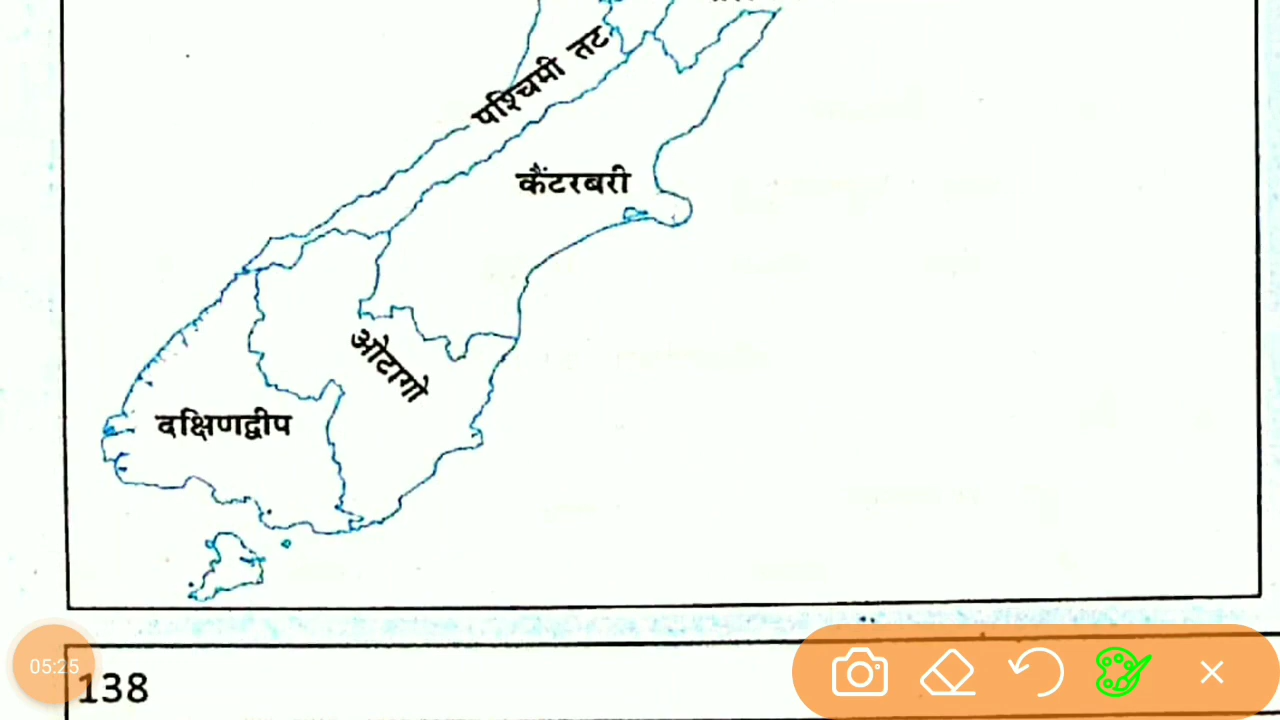 पश्चिमी तट
कैंटरबरी
ओटागो
दक्षिणद्वीप
05:25
138